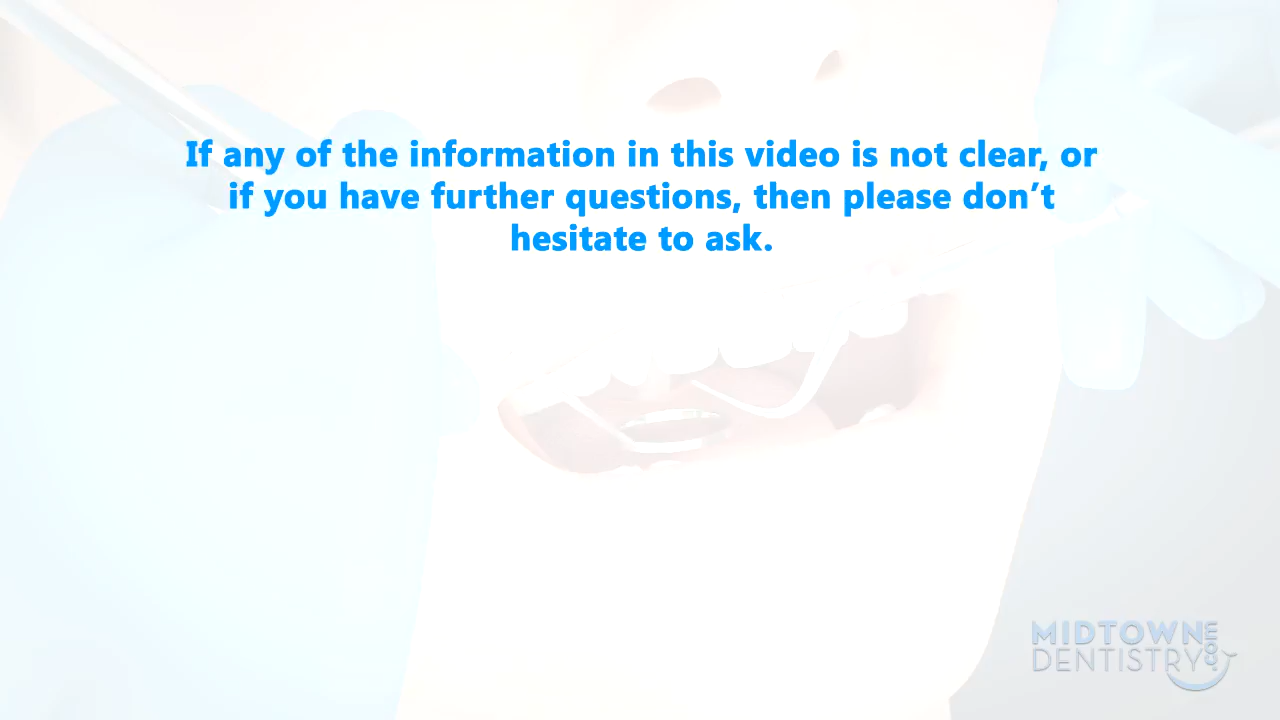 If any of the information in this video is not clear, or
if you have further questions, then please don’t
hesitate to ask.
MIDTOWN
DENTISTRY
.COM